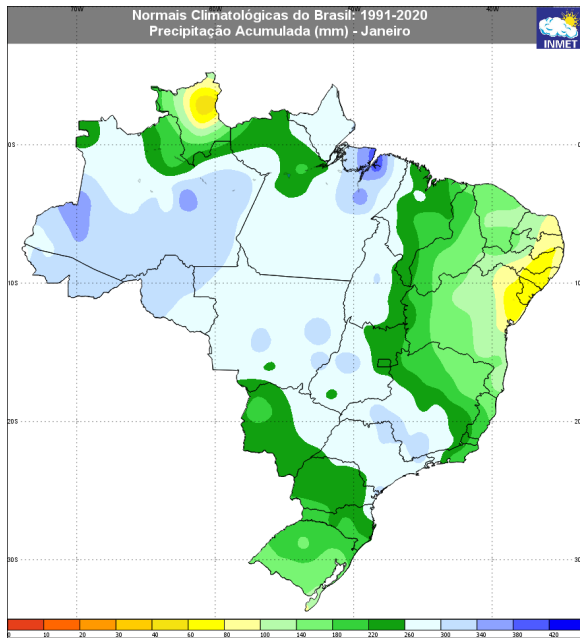 Normais Climatológicas do Brasil: 1991-2020
Precipitação Acumulada (mm) - Janeiro
INMET
70W 60W 50W 40W
0S
10S
20S
30S
0 10 20 30 40 60 80 100 140 180 220 260 300 340 380 420